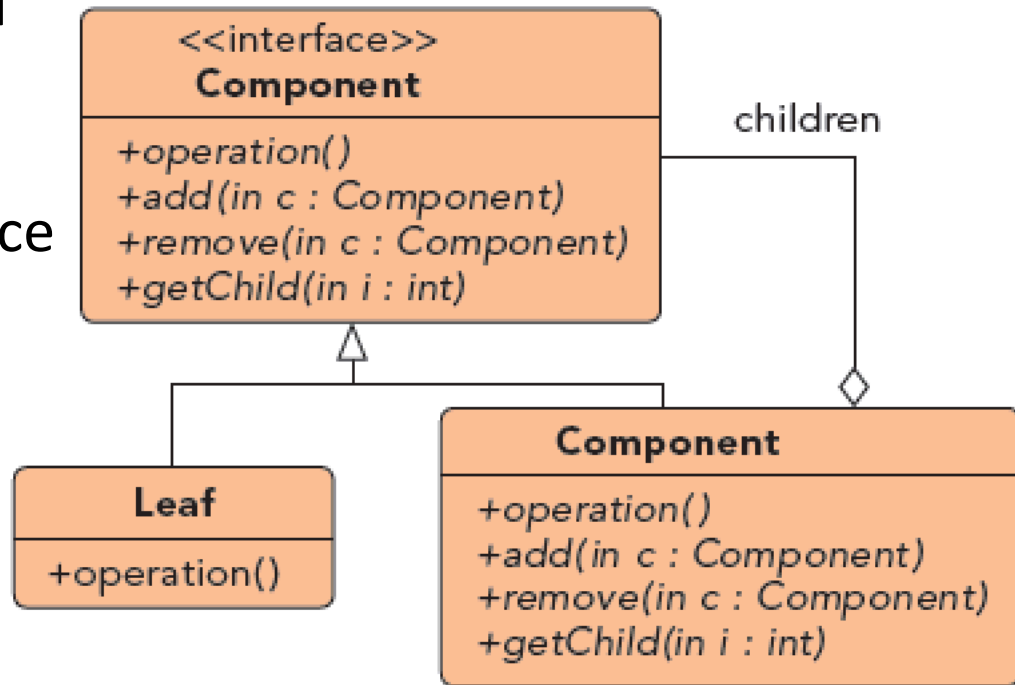 <<interface>>
Component
+operation()
+add(in c : Component)
+remove(in c : Component)
+getChild(in i : int)
children
ce
Leaf
+operation()
Component
+operation()
+add(in c : Component)
+remove(in c : Component)
+getChild(in i : int)